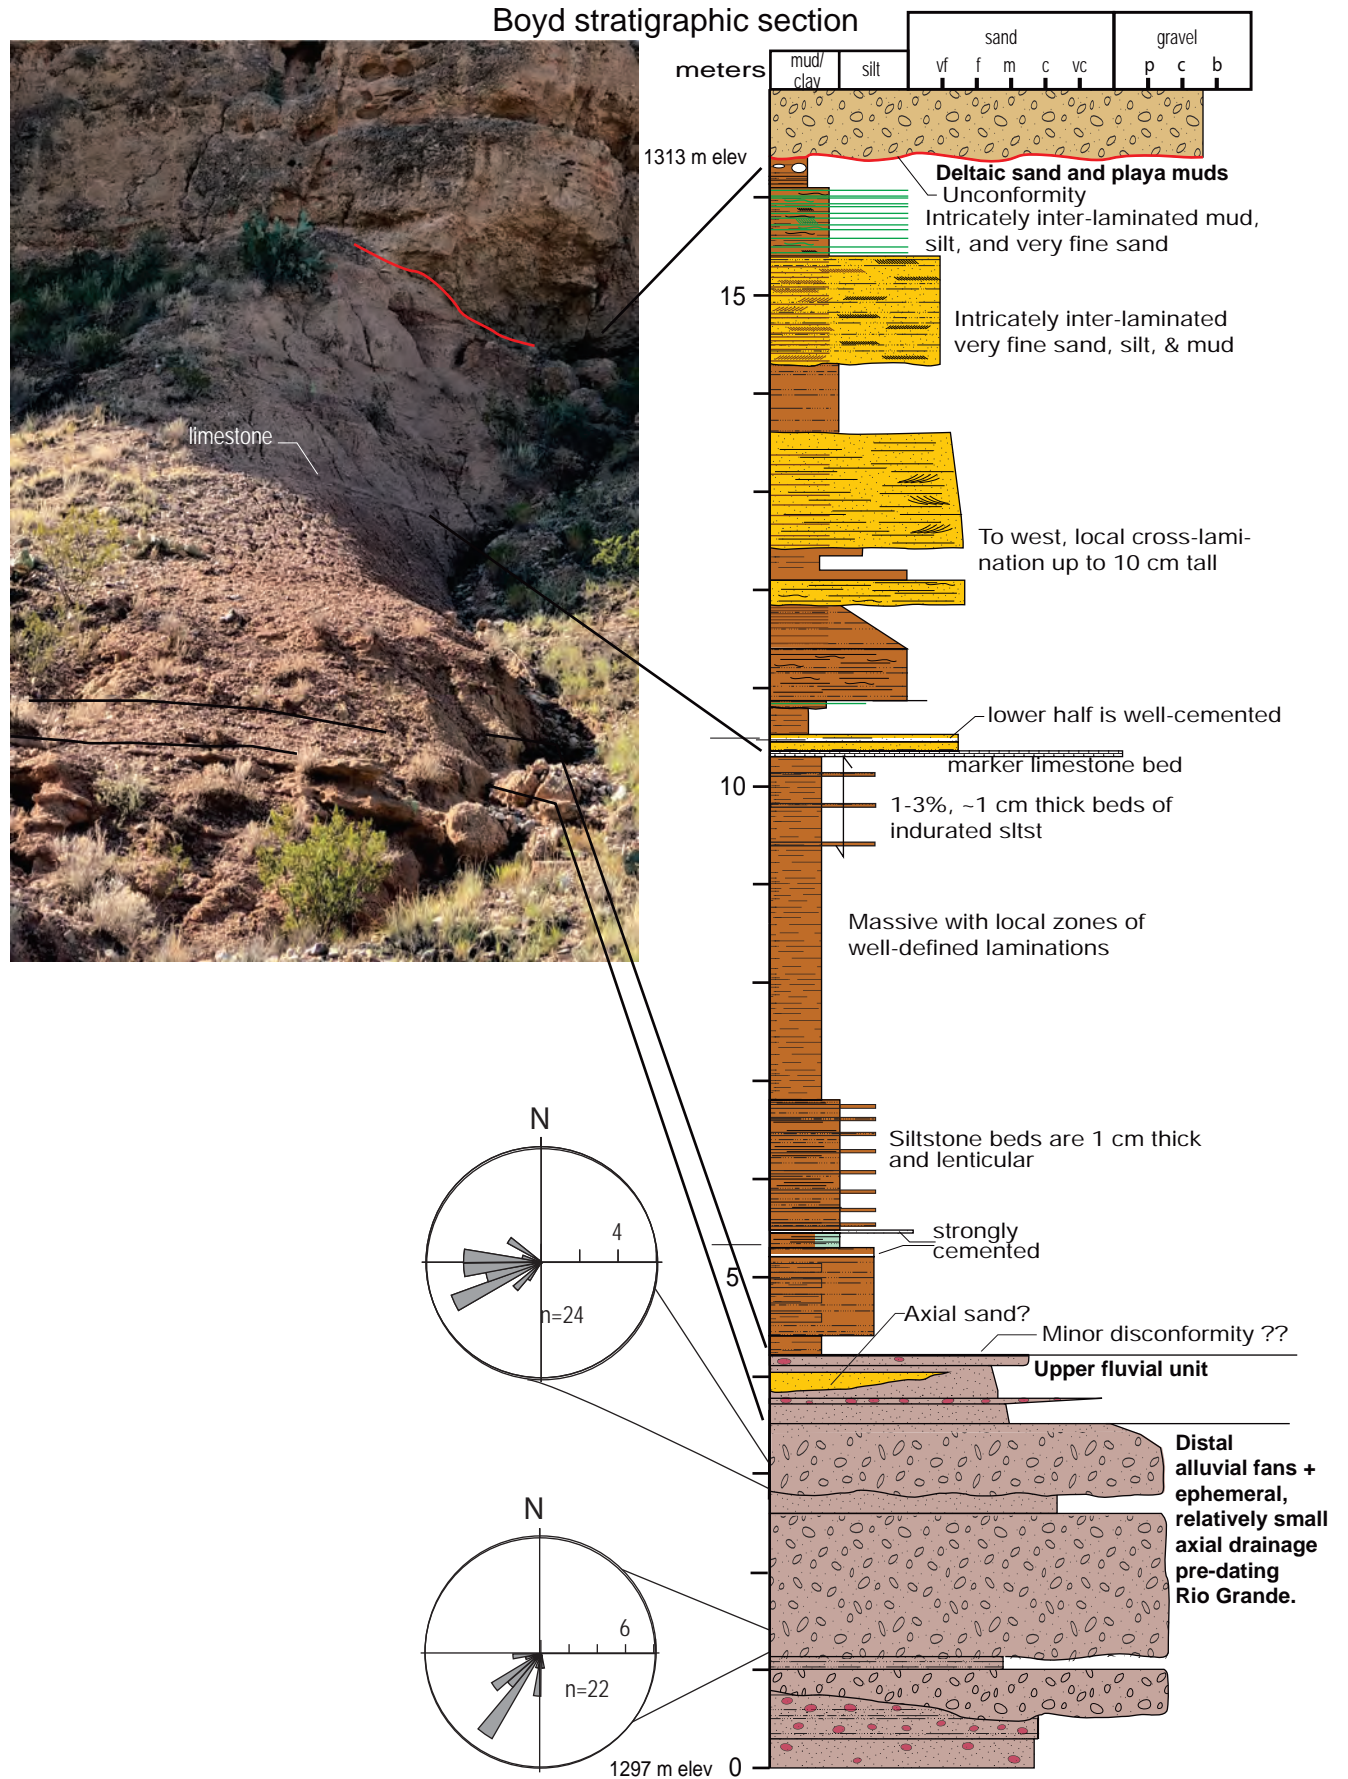 Boyd stratigraphic section
sand
gravel
meters
mud/
clay
silt
vf f m c vc
p c b
1313 m elev
Deltaic sand and playa muds
Unconformity
Intricately inter-laminated mud,
silt, and very fine sand
15
Intricately inter-laminated
very fine sand, silt, & mud
limestone
To west, local cross-lami-
nation up to 10 cm tall
lower half is well-cemented
marker limestone bed
10
1-3%, ~1 cm thick beds of
indurated sltst
Massive with local zones of
well-defined laminations
N
4
n=24
Siltstone beds are 1 cm thick
and lenticular
strongly
cemented
5
Axial sand?
Minor disconformity ??
Upper fluvial unit
Distal
alluvial fans +
ephemeral,
relatively small
axial drainage
pre-dating
Rio Grande.
N
6
n=22
1297 m elev
0